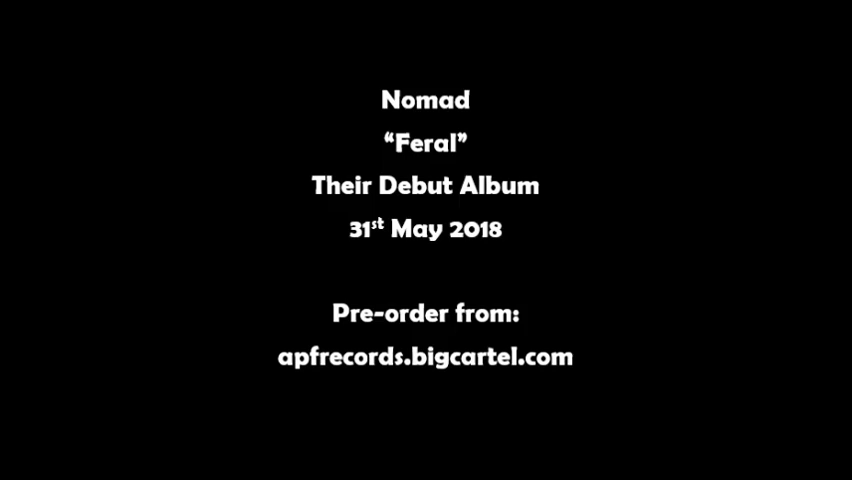 Nomad
“Feral”
Their Debut Album
31st May 2018
Pre-order from:
apfrecords.bigcartel.com